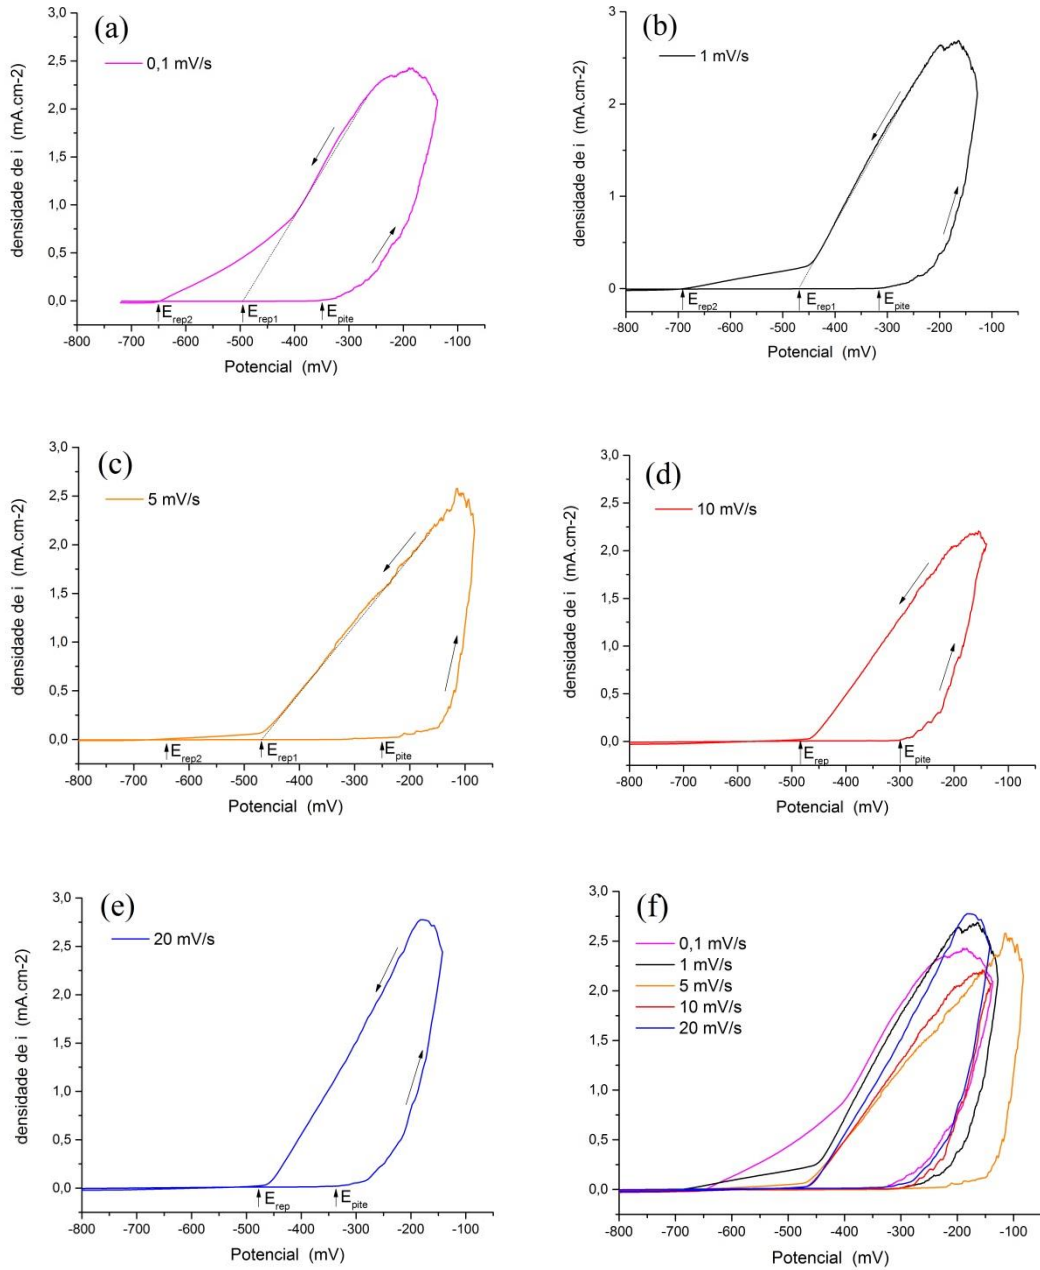 (a)
0,1 mV/s
densidade de i (mA.cm-2)
3,0
2,5
2,0
1,5
1,0
0,5
0,0
E_rep2
E_rep1
E_pite
-800 -700 -600 -500 -400 -300 -200 -100
Potencial (mV)
(b)
1 mV/s
densidade de i (mA.cm-2)
3
2
1
0
E_rep2
E_rep1
E_pite
-800 -700 -600 -500 -400 -300 -200 -100
Potencial (mV)
(c)
5 mV/s
densidade de i (mA.cm-2)
3,0
2,5
2,0
1,5
1,0
0,5
0,0
E_rep2
E_rep1
E_pite
-800 -700 -600 -500 -400 -300 -200 -100
Potencial (mV)
(d)
10 mV/s
densidade de i (mA.cm-2)
3,0
2,5
2,0
1,5
1,0
0,5
0,0
E_rep
E_pite
-800 -700 -600 -500 -400 -300 -200 -100
Potencial (mV)
(e)
20 mV/s
densidade de i (mA.cm-2)
3,0
2,5
2,0
1,5
1,0
0,5
0,0
E_rep
E_pite
-800 -700 -600 -500 -400 -300 -200 -100
Potencial (mV)
(f)
0,1 mV/s
1 mV/s
5 mV/s
10 mV/s
20 mV/s
densidade de i (mA.cm-2)
3,0
2,5
2,0
1,5
1,0
0,5
0,0
-800 -700 -600 -500 -400 -300 -200 -100
Potencial (mV)